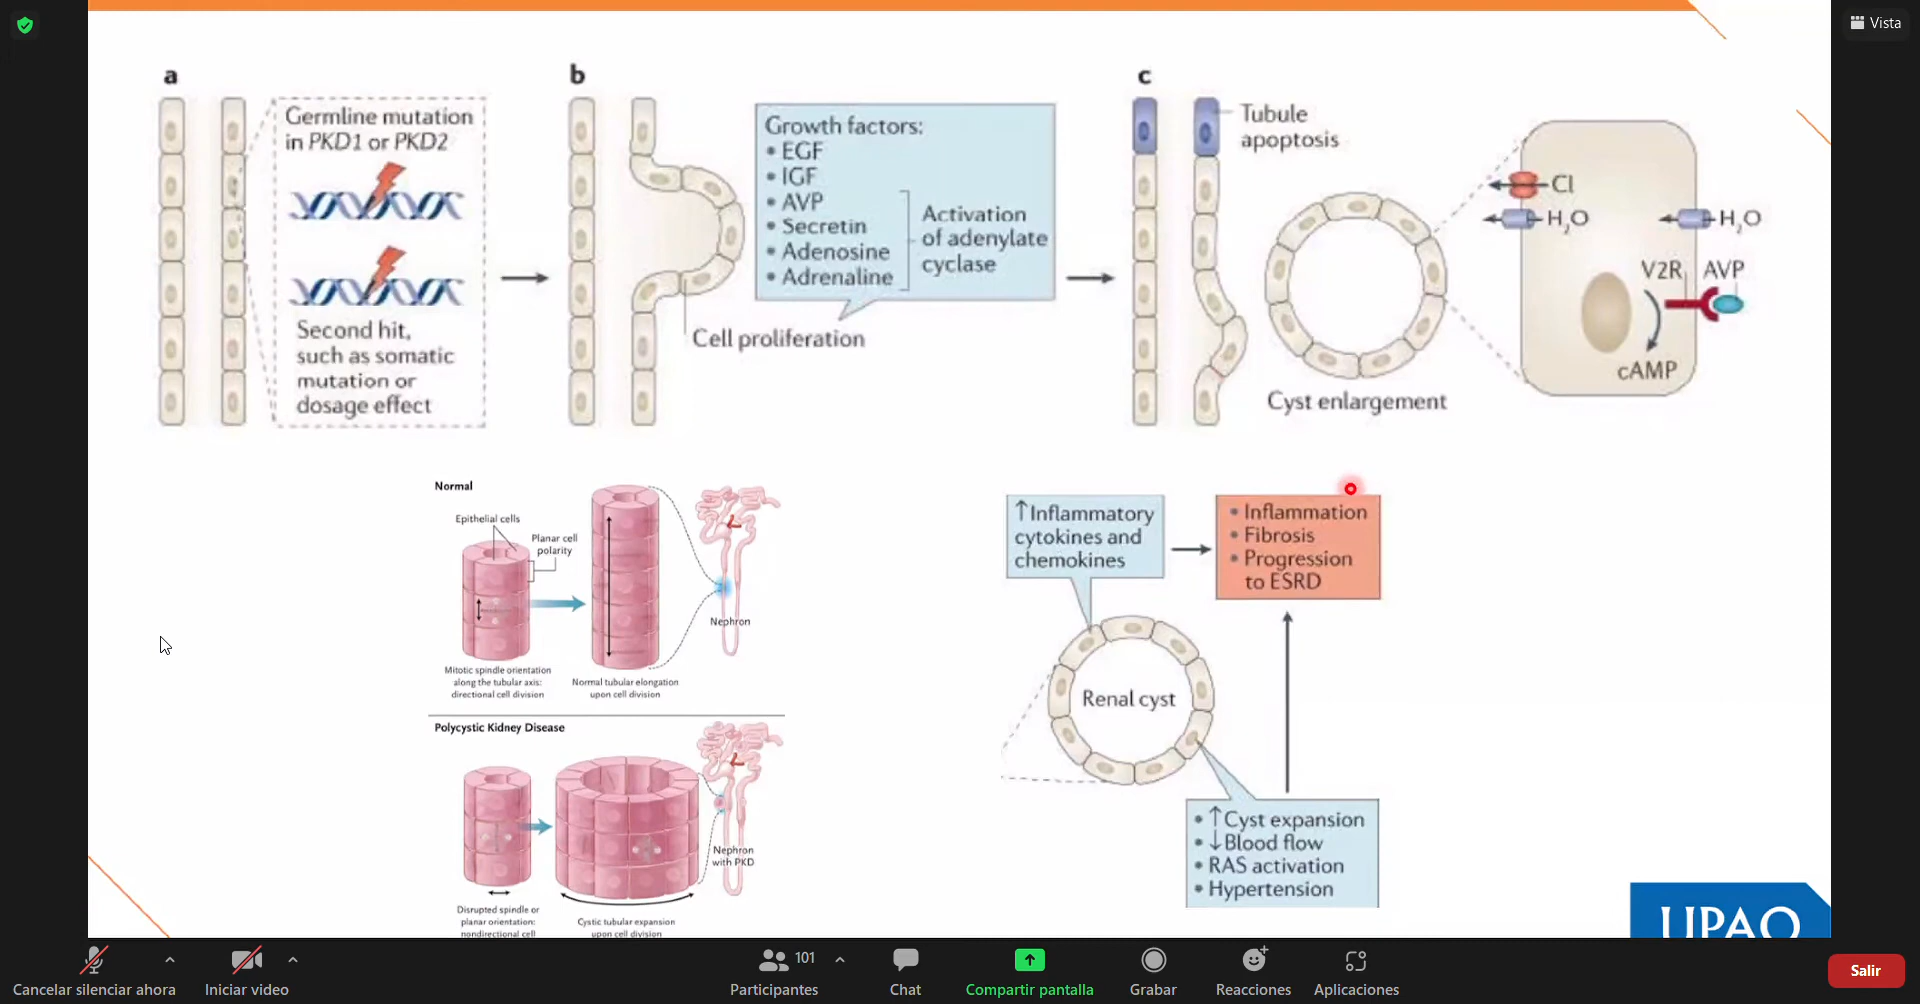 Vista
a
Germline mutation
in PKD1 or PKD2
Second hit,
such as somatic
mutation or
dosage effect
b
Growth factors:
• EGF
• IGF
• AVP
• Secretin
• Adenosine
• Adrenaline
Activation
of adenylate
cyclase
Cell proliferation
c
Tubule
apoptosis
Cyst enlargement
Cl
H₂O
H₂O
V2R
AVP
cAMP
Normal
Epithelial cells
Planar cell
polarity
Nephron
Mitotic spindle orientation
along the tubular axis:
directional cell division
Normal tubular elongation
upon cell division
Polycystic Kidney Disease
Nephron
with PKD
Disrupted spindle or
planar orientation:
nondirectional cell
Cystic tubular expansion
upon cell division
↑Inflammatory
cytokines and
chemokines
• Inflammation
• Fibrosis
• Progression
to ESRD
Renal cyst
• ↑Cyst expansion
• ↓Blood flow
• RAS activation
• Hypertension
UPAO
Cancelar silenciar ahora
Iniciar video
101
Participantes
Chat
Compartir pantalla
Grabar
Reacciones
Aplicaciones
Salir